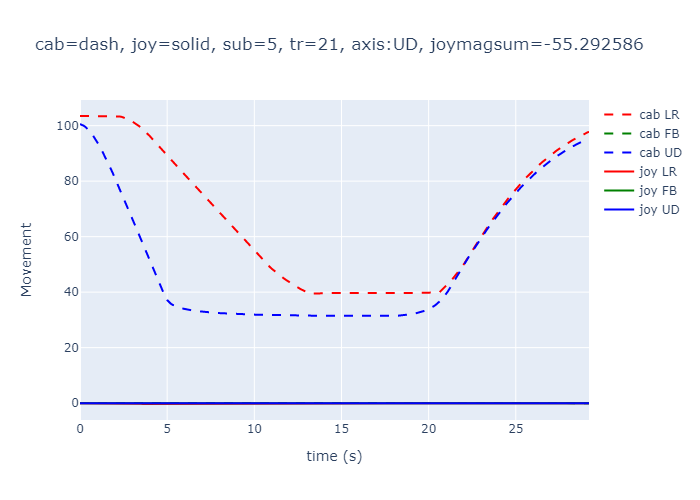 cab=dash, joy=solid, sub=5, tr=21, axis:UD, joymagsum=-55.292586
cab LR
cab FB
cab UD
joy LR
joy FB
joy UD
Movement
100
80
60
40
20
0
0 5 10 15 20 25
time (s)